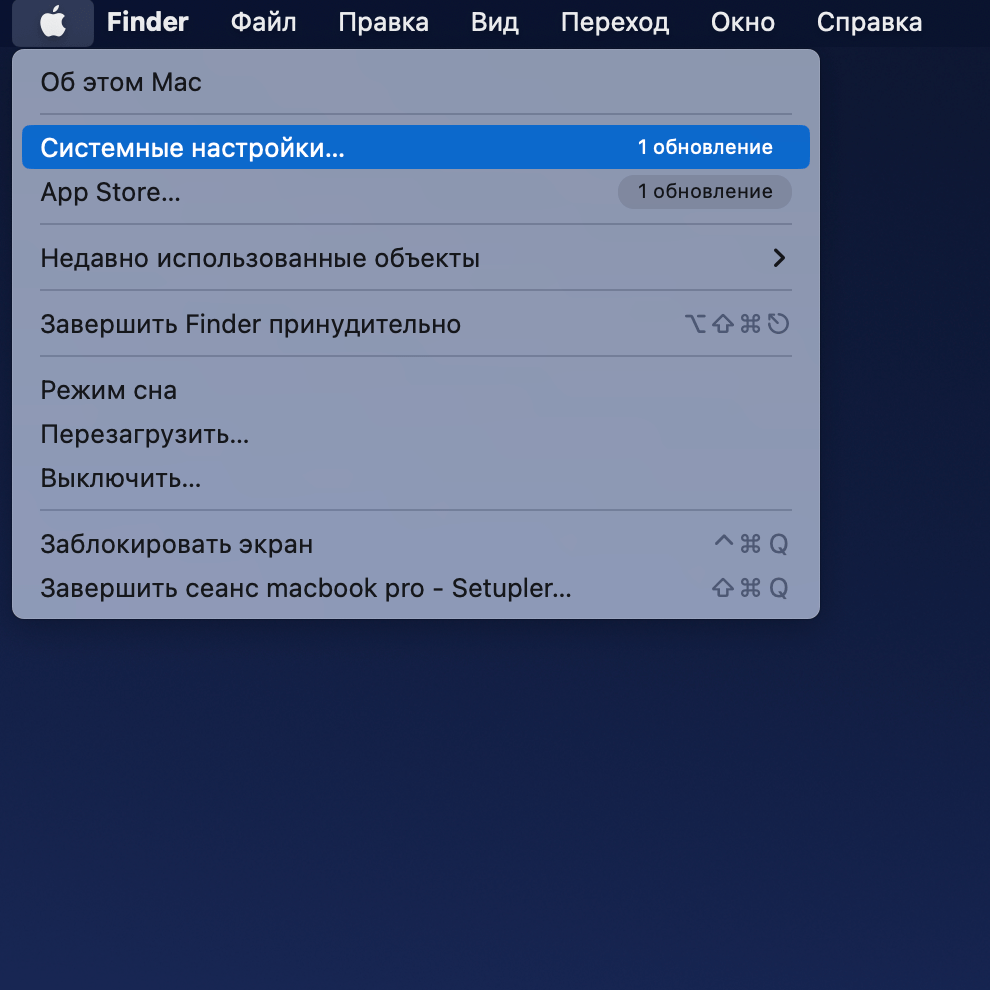 Finder Файл Правка Вид Переход Окно Справка
Об этом Mac
Системные настройки... 1 обновление
App Store... 1 обновление
Недавно использованные объекты
Завершить Finder принудительно ⌥⇧⌘⎋
Режим сна
Перезагрузить...
Выключить...
Заблокировать экран ^⌘Q
Завершить сеанс macbook pro - Setupler... ⇧⌘Q